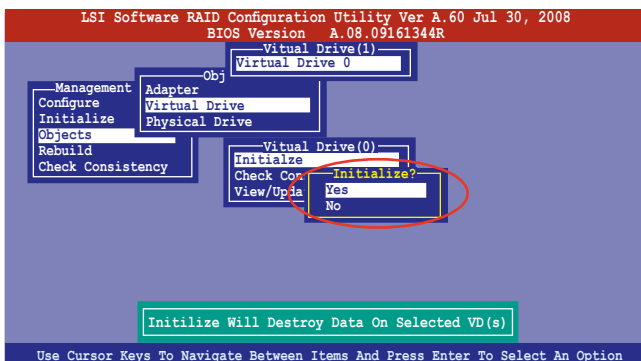 LSI Software RAID Configuration Utility Ver A.60 Jul 30, 2008
BIOS Version A.08.09161344R
Vitual Drive(1)
Virtual Drive 0
Obj
Adapter
Virtual Drive
Physical Drive
Management
Configure
Initialize
Objects
Rebuild
Check Consistency
Vitual Drive(0)
Initialze
Check Con
View/Upda
Initialize?
Yes
No
Initilize Will Destroy Data On Selected VD(s)
Use Cursor Keys To Navigate Between Items And Press Enter To Select An Option